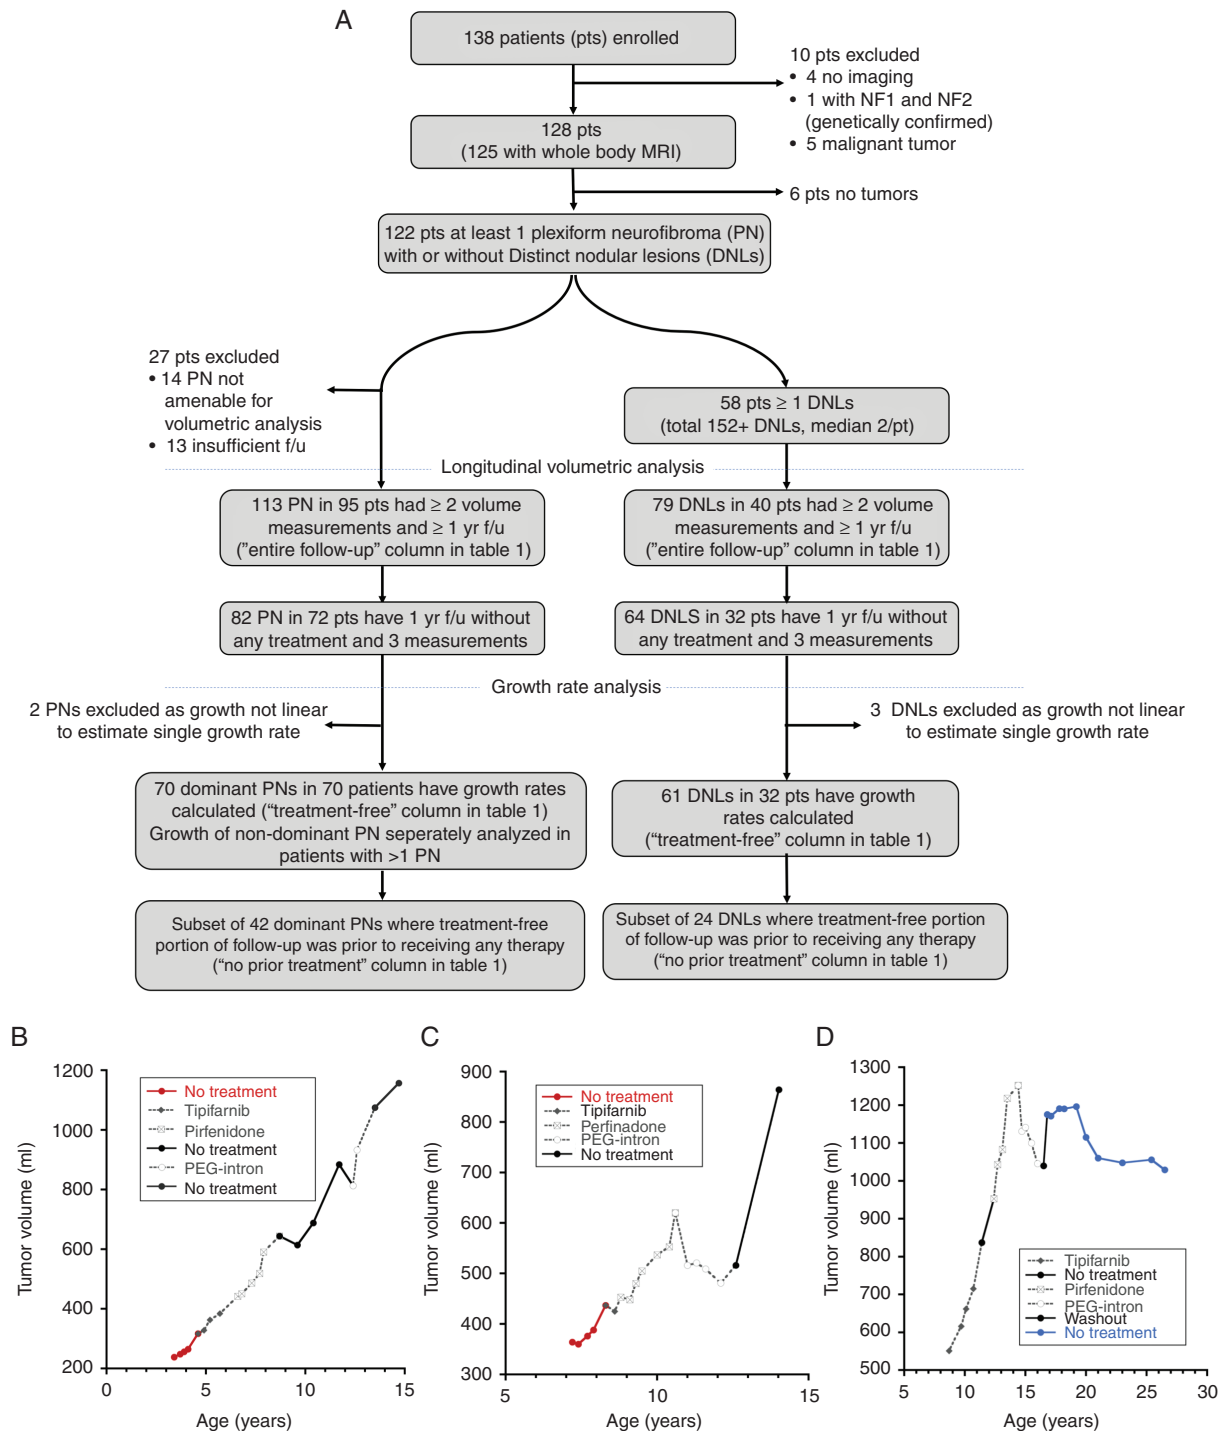 A
138 patients (pts) enrolled
10 pts excluded
• 4 no imaging
• 1 with NF1 and NF2
(genetically confirmed)
• 5 malignant tumor
128 pts
(125 with whole body MRI)
6 pts no tumors
122 pts at least 1 plexiform neurofibroma (PN)
with or without Distinct nodular lesions (DNLs)
27 pts excluded
• 14 PN not
amenable for
volumetric analysis
• 13 insufficient f/u
58 pts ≥ 1 DNLs
(total 152+ DNLs, median 2/pt)
Longitudinal volumetric analysis
113 PN in 95 pts had ≥ 2 volume
measurements and ≥ 1 yr f/u
("entire follow-up" column in table 1)
79 DNLs in 40 pts had ≥ 2 volume
measurements and ≥ 1 yr f/u
("entire follow-up" column in table 1)
82 PN in 72 pts have 1 yr f/u without
any treatment and 3 measurements
64 DNLS in 32 pts have 1 yr f/u without
any treatment and 3 measurements
Growth rate analysis
2 PNs excluded as growth not linear
to estimate single growth rate
3 DNLs excluded as growth not linear
to estimate single growth rate
70 dominant PNs in 70 patients have growth rates
calculated (“treatment-free” column in table 1)
Growth of non-dominant PN seperately analyzed in
patients with >1 PN
61 DNLs in 32 pts have growth
rates calculated
(“treatment-free” column in table 1)
Subset of 42 dominant PNs where treatment-free
portion of follow-up was prior to receiving any therapy
(“no prior treatment” column in table 1)
Subset of 24 DNLs where treatment-free portion
of follow-up was prior to receiving any therapy
(“no prior treatment” column in table 1)
B
1200
1000
800
600
400
200
0
5
10
15
Tumor volume (ml)
Age (years)
No treatment
Tipifarnib
Pirfenidone
No treatment
PEG-intron
No treatment
C
900
800
700
600
500
400
300
5
10
15
Tumor volume (ml)
Age (years)
No treatment
Tipifarnib
Perfinadone
PEG-intron
No treatment
D
1300
1200
1100
1000
900
800
700
600
500
5
10
15
20
25
30
Tumor volume (ml)
Age (years)
Tipifarnib
No treatment
Pirfenidone
PEG-intron
Washout
No treatment